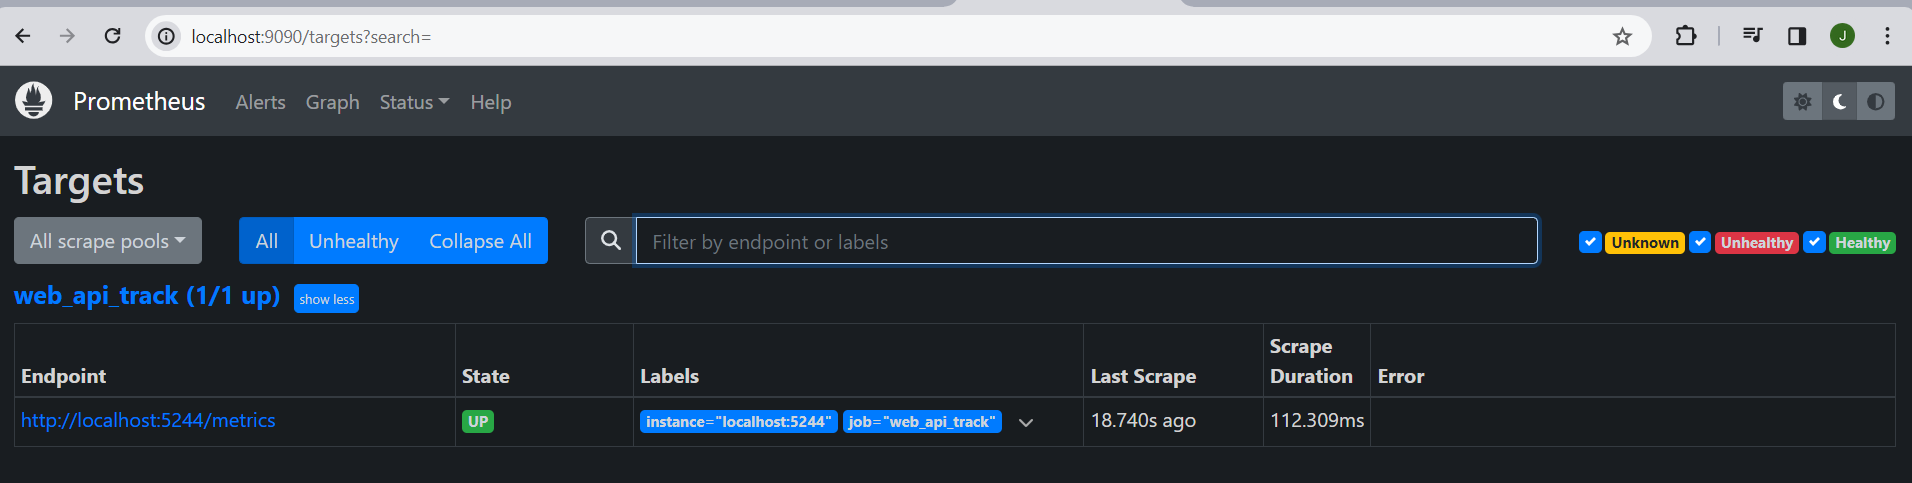 localhost:9090/targets?search=
J
Prometheus Alerts Graph Status Help
Targets
All scrape pools All Unhealthy Collapse All Filter by endpoint or labels Unknown Unhealthy Healthy
web_api_track (1/1 up) show less
Endpoint State Labels Last Scrape Scrape Duration Error
http://localhost:5244/metrics UP instance="localhost:5244" job="web_api_track" 18.740s ago 112.309ms